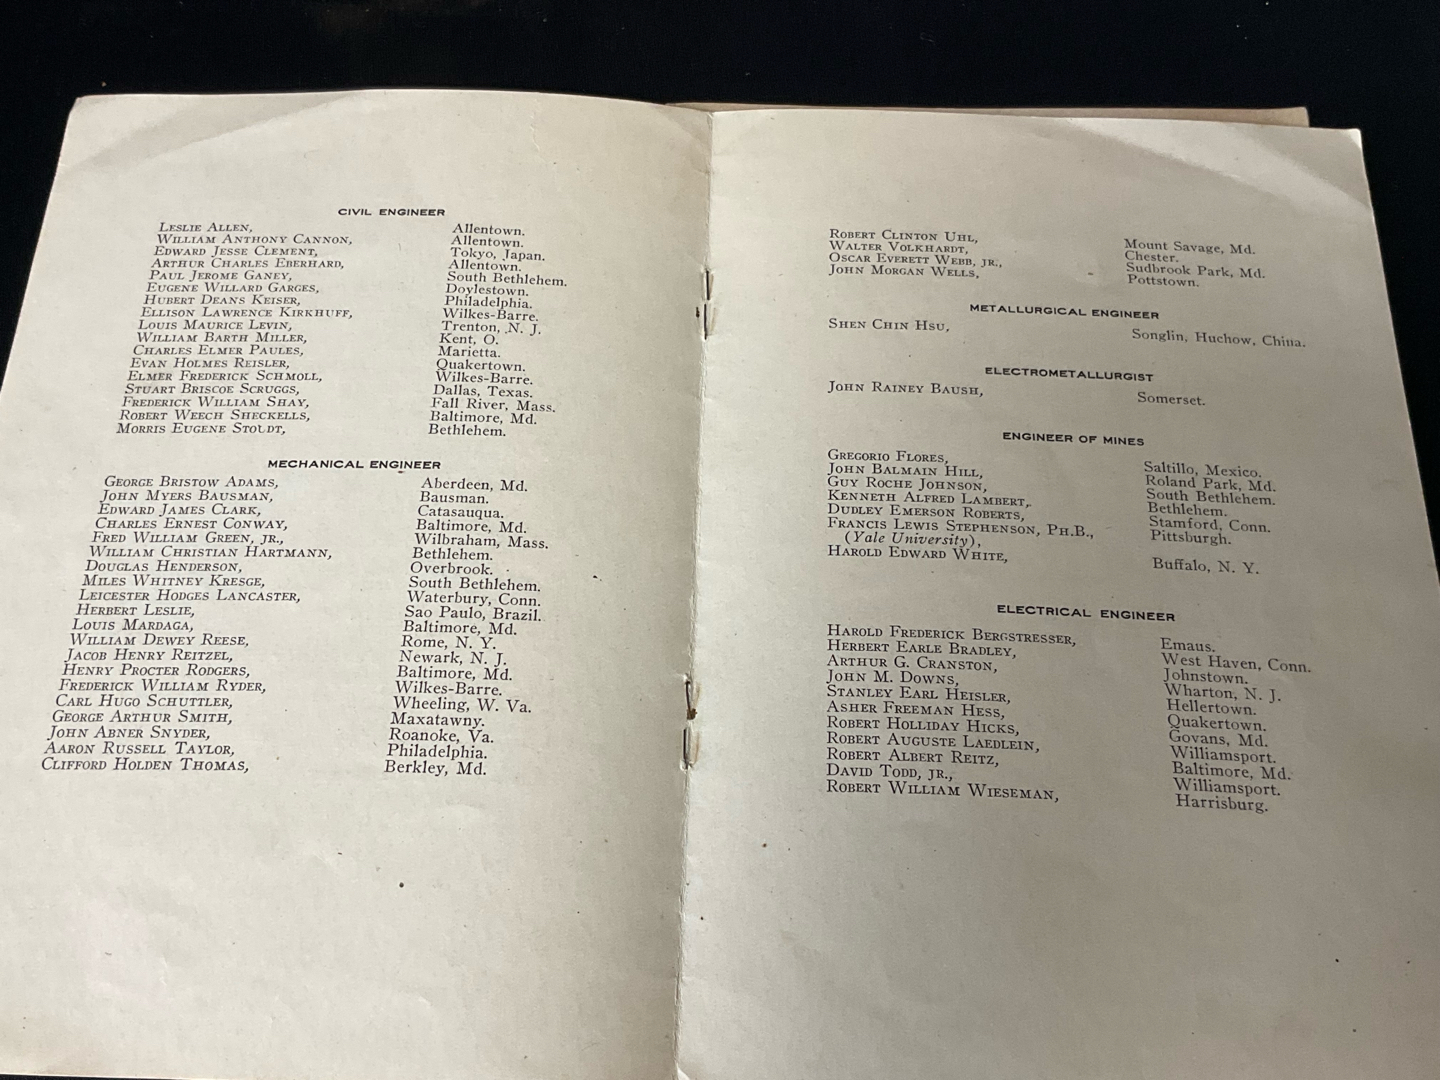 CIVIL ENGINEER
LESLIE ALLEN, Allentown.
WILLIAM ANTHONY CANNON, Allentown.
EDWARD JESSE CLEMENT, Tokyo, Japan.
ARTHUR CHARLES EBERHARD, Allentown.
PAUL JEROME GANEY, South Bethlehem.
EUGENE WILLARD GARGES, Doylestown.
HUBERT DEANS KEISER, Philadelphia.
ELLISON LAWRENCE KIRKHUFF, Wilkes-Barre.
LOUIS MAURICE LEVIN, Trenton, N. J.
WILLIAM BARTH MILLER, Kent, O.
CHARLES ELMER PAULES, Marietta.
EVAN HOLMES REISLER, Quakertown.
ELMER FREDERICK SCHMOLL, Wilkes-Barre.
STUART BRISCOE SCRUGGS, Dallas, Texas.
FREDERICK WILLIAM SHAY, Fall River, Mass.
ROBERT WEECH SHECKELLS, Baltimore, Md.
MORRIS EUGENE STOUDT, Bethlehem.
MECHANICAL ENGINEER
GEORGE BRISTOW ADAMS, Aberdeen, Md.
JOHN MYERS BAUSMAN, Bausman.
EDWARD JAMES CLARK, Catasauqua.
CHARLES ERNEST CONWAY, Baltimore, Md.
FRED WILLIAM GREEN, JR., Wilbraham, Mass.
WILLIAM CHRISTIAN HARTMANN, Bethlehem.
DOUGLAS HENDERSON, Overbrook.
MILES WHITNEY KRESGE, South Bethlehem.
LEICESTER HODGES LANCASTER, Waterbury, Conn.
HERBERT LESLIE, Sao Paulo, Brazil.
LOUIS MARDAGA, Baltimore, Md.
WILLIAM DEWEY REESE, Rome, N. Y.
JACOB HENRY REITZEL, Newark, N. J.
HENRY PROCTER RODGERS, Baltimore, Md.
FREDERICK WILLIAM RYDER, Wilkes-Barre.
CARL HUGO SCHUTTLER, Wheeling, W. Va.
GEORGE ARTHUR SMITH, Maxatawny.
JOHN ABNER SNYDER, Roanoke, Va.
AARON RUSSELL TAYLOR, Philadelphia.
CLIFFORD HOLDEN THOMAS, Berkley, Md.
ROBERT CLINTON UHL, Mount Savage, Md.
WALTER VOLKHARDT, Chester.
OSCAR EVERETT WEBB, JR., Sudbrook Park, Md.
JOHN MORGAN WELLS, Pottstown.
METALLURGICAL ENGINEER
SHEN CHIN HSU, Songlin, Huchow, China.
ELECTROMETALLURGIST
JOHN RAINEY BAUSH, Somerset.
ENGINEER OF MINES
GREGORIO FLORES, Saltillo, Mexico.
JOHN BALMAIN HILL, Roland Park, Md.
GUY ROCHE JOHNSON, South Bethlehem.
KENNETH ALFRED LAMBERT, Bethlehem.
DUDLEY EMERSON ROBERTS, Stamford, Conn.
FRANCIS LEWIS STEPHENSON, PH.B., Pittsburgh.
(Yale University),
HAROLD EDWARD WHITE, Buffalo, N. Y.
ELECTRICAL ENGINEER
HAROLD FREDERICK BERGSTRESSER, Emaus.
HERBERT EARLE BRADLEY, West Haven, Conn.
ARTHUR G. CRANSTON, Johnstown.
JOHN M. DOWNS, Wharton, N. J.
STANLEY EARL HEISLER, Hellertown.
ASHER FREEMAN HESS, Quakertown.
ROBERT HOLLIDAY HICKS, Govans, Md.
ROBERT AUGUSTE LAEDLEIN, Williamsport.
ROBERT ALBERT REITZ, Baltimore, Md.
DAVID TODD, JR., Williamsport.
ROBERT WILLIAM WIESEMAN, Harrisburg.